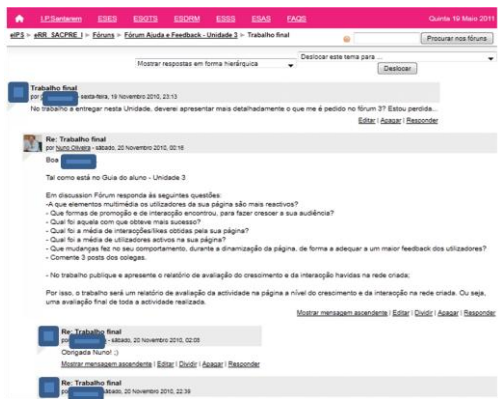 I.P.Santarem ESES ESGTS ESDRM ESSS ESAS FAQS Quinta 19 Maio 2011
eIPS ► eRR_SACPRE_I ► Fóruns ► Fórum Ajuda e Feedback - Unidade 3 ► Trabalho final
Procurar nos fóruns
Mostrar respostas em forma hierárquica
Deslocar este tema para ...
Deslocar
Trabalho final
por - sexta-feira, 19 Novembro 2010, 23:13
No trabalho a entregar nesta Unidade, deverei apresentar mais detalhadamente o que me é pedido no fórum 3? Estou perdida...
Editar | Apagar | Responder
Re: Trabalho final
por Nuno Oliveira - sábado, 20 Novembro 2010, 00:16
Boa
Tal como está no Guia do aluno - Unidade 3
Em discussion Fórum responda às seguintes questões:
-A que elementos multimédia os utilizadores da sua página são mais reactivos?
- Que formas de promoção e de interacção encontrou, para fazer crescer a sua audiência?
- Qual foi aquela com que obteve mais sucesso?
- Qual foi a média de interacções/likes obtidas pela sua página?
- Qual foi a média de utilizadores activos na sua página?
- Que mudanças fez no seu comportamento, durante a dinamização da página, de forma a adequar a um maior feedback dos utilizadores?
- Comente 3 posts dos colegas.
- No trabalho publique e apresente o relatório de avaliação do crescimento e da interacção havidas na rede criada;
Por isso, o trabalho será um relatório de avaliação da actividade na página a nível do crescimento e da interacção na rede criada. Ou seja,
uma avaliação final de toda a actividade realizada.
Mostrar mensagem ascendente | Editar | Dividir | Apagar | Responder
Re: Trabalho final
por - sábado, 20 Novembro 2010, 02:08
Obrigada Nuno! ;)
Mostrar mensagem ascendente | Editar | Dividir | Apagar | Responder
Re: Trabalho final
por - sábado, 20 Novembro 2010, 22:39